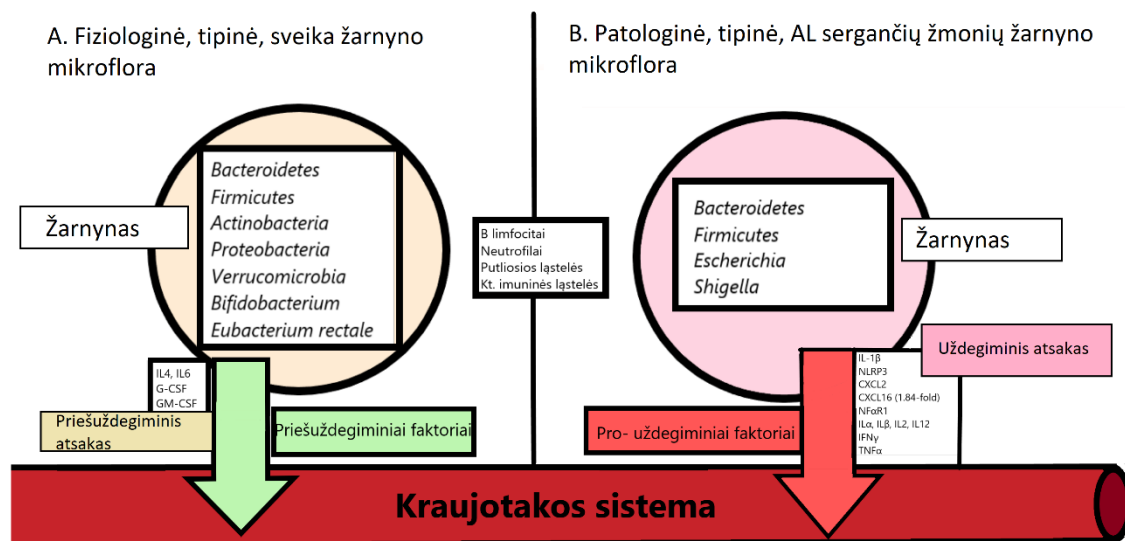 A. Fiziologinė, tipinė, sveika žarnyno
mikroflora
B. Patologinė, tipinė, AL sergančių žmonių žarnyno
mikroflora
Bacteroidetes
Firmicutes
Actinobacteria
Proteobacteria
Verrucomicrobia
Bifidobacterium
Eubacterium rectale
Žarnynas
B limfocitai
Neutrofilai
Putliosios ląstelės
Kt. imuninės ląstelės
Bacteroidetes
Firmicutes
Escherichia
Shigella
Žarnynas
IL4, IL6
G-CSF
GM-CSF
Priešuždegiminis
atsakas
Priešuždegiminiai faktoriai
Uždegiminis atsakas
Pro- uždegiminiai faktoriai
IL-1β
NLRP3
CXCL2
CXCL16 (1.84-fold)
NFαR1
ILα, ILβ, IL2, IL12
IFNγ
TNFα
Kraujotakos sistema